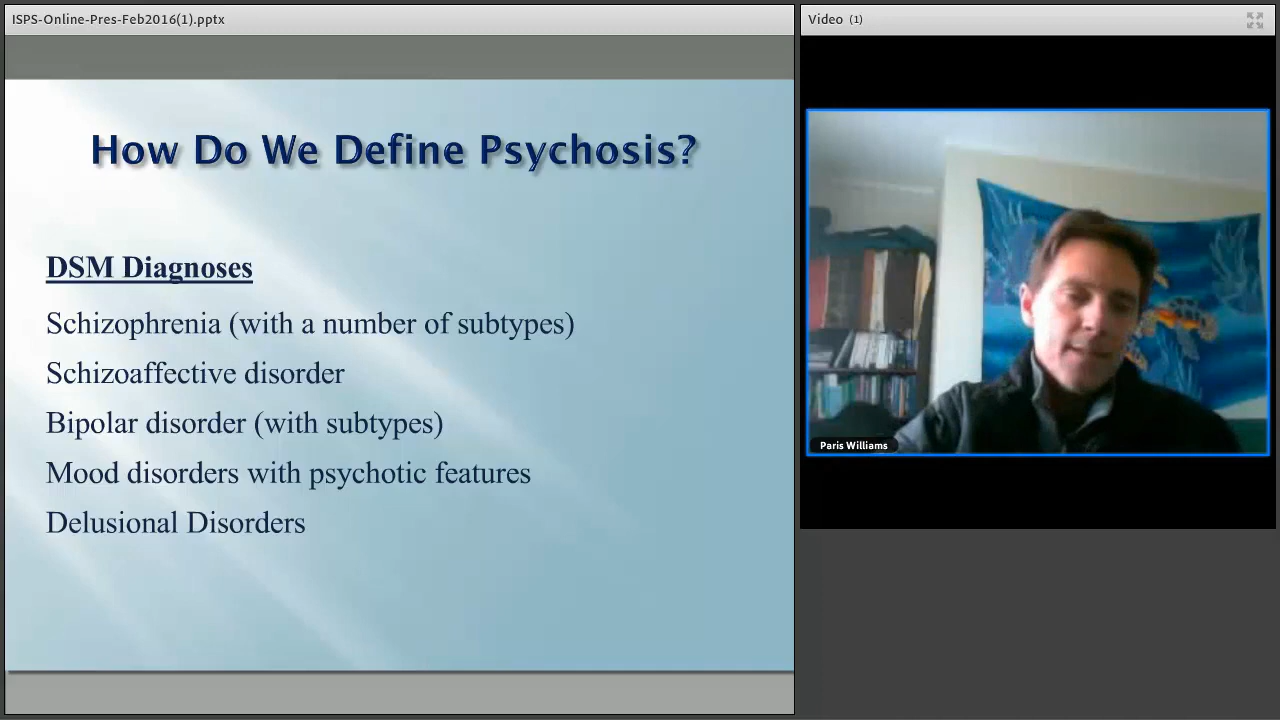 ISPS-Online-Pres-Feb2016(1).pptx
Video (1)
How Do We Define Psychosis?
DSM Diagnoses
Schizophrenia (with a number of subtypes)
Schizoaffective disorder
Bipolar disorder (with subtypes)
Mood disorders with psychotic features
Delusional Disorders
Paris Williams